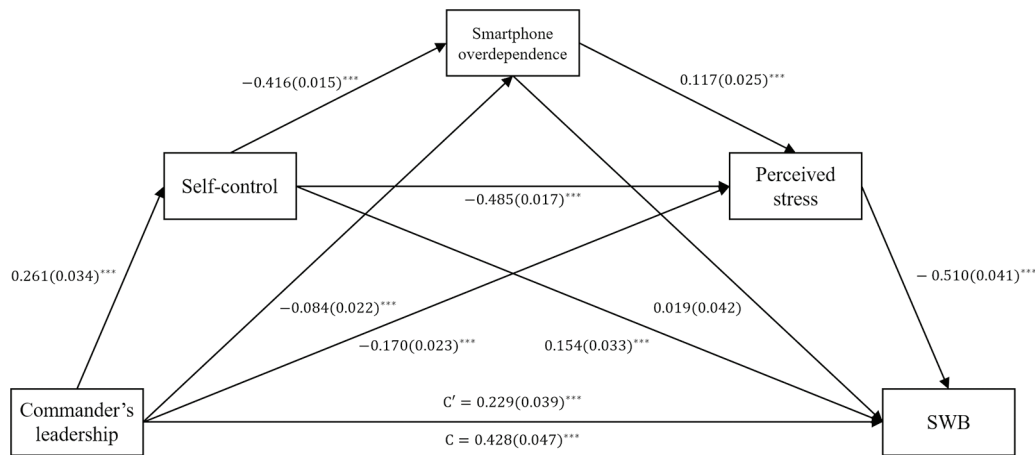 Smartphone
overdependence
−0.416(0.015)***
0.117(0.025)***
Self-control
Perceived
stress
−0.485(0.017)***
0.261(0.034)***
−0.510(0.041)***
−0.084(0.022)***
0.019(0.042)
−0.170(0.023)***
0.154(0.033)***
Commander’s
leadership
C′ = 0.229(0.039)***
C = 0.428(0.047)***
SWB